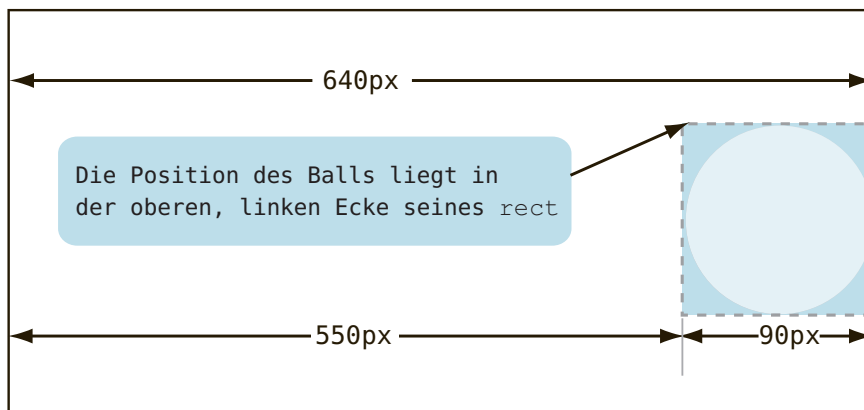 640px
Die Position des Balls liegt in
der oberen, linken Ecke seines rect
550px
90px